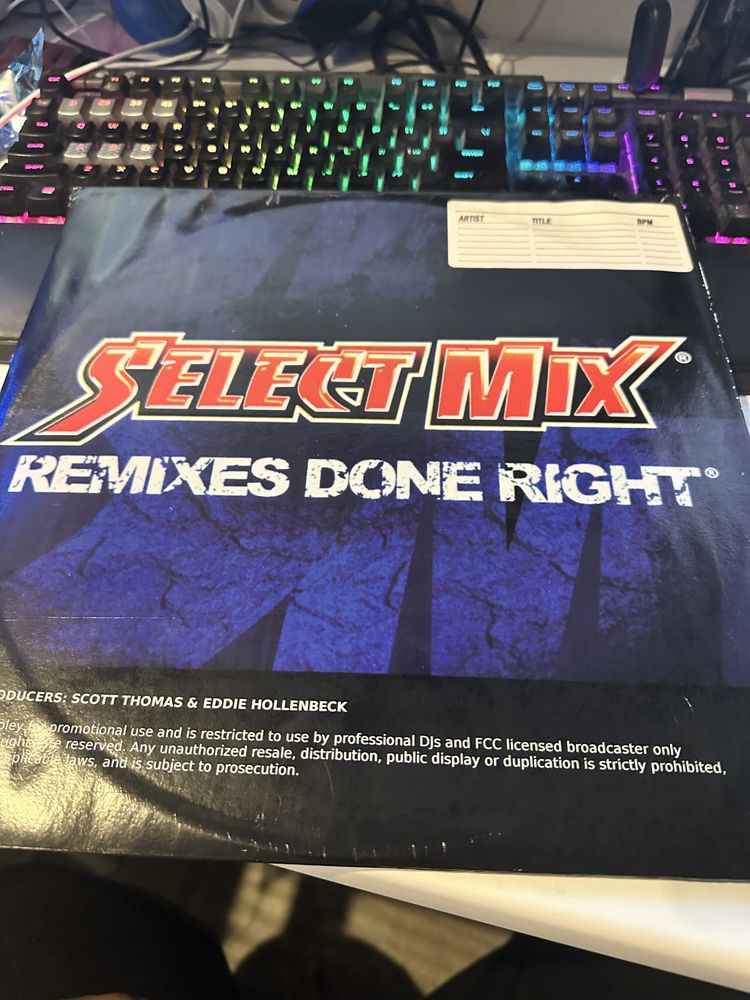 ARTIST TITLE BPM
SELECT MIX®
REMIXES DONE RIGHT®
SCOTT THOMAS & EDDIE HOLLENBECK
promotional use and is restricted to use by professional DJs and FCC licensed broadcaster only
reserved. Any unauthorized resale, distribution, public display or duplication is strictly prohibited,
laws, and is subject to prosecution.